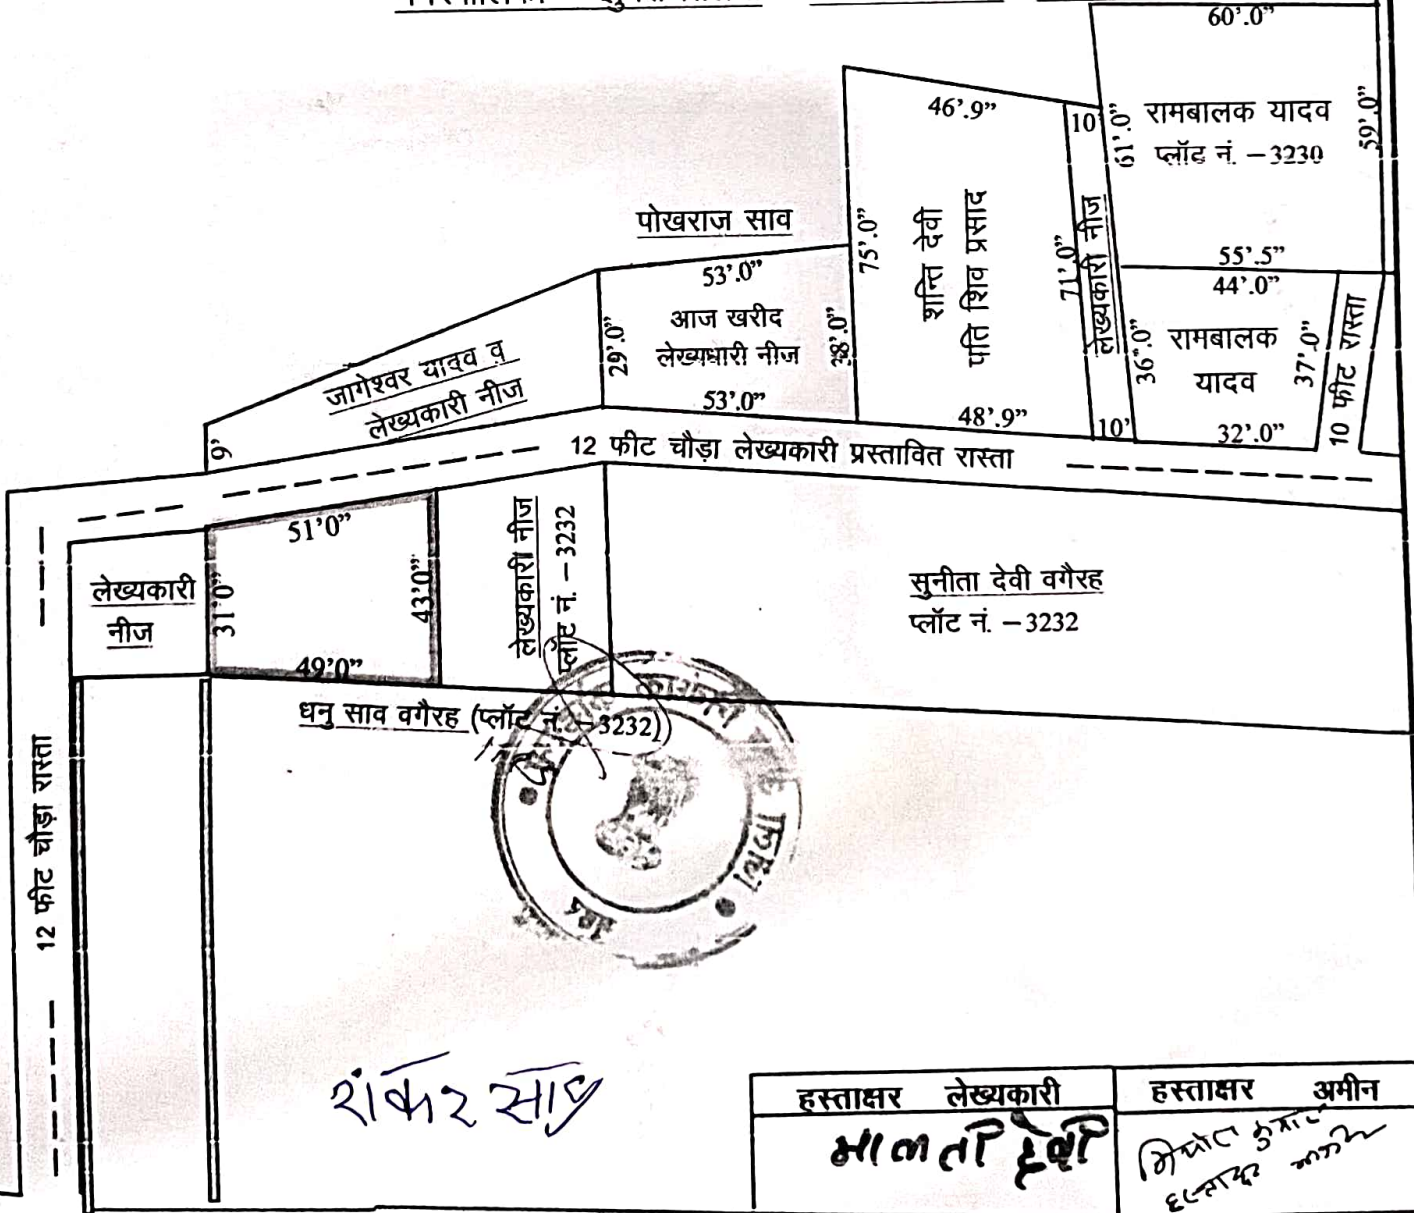 60’.0”
46’.9”
10’
रामबालक यादव
प्लॉट नं. – 3230
61’.0”
59’.0”
पोखराज साव
75’.0”
शन्ति देवी
पति शिव प्रसाद
71’.0”
लेख्यकारी नीज
55’.5”
44’.0”
53’.0”
आज खरीद
लेख्यधारी नीज
29’.0”
38’.0”
53’.0”
रामबालक
यादव
36’.0”
37’.0”
10 फीट रास्ता
जागेश्वर यादव व
लेख्यकारी नीज
9’
48’.9”
10’
32’.0”
12 फीट चौड़ा लेख्यकारी प्रस्तावित रास्ता
51’0”
लेख्यकारी
नीज
31’0”
43’0”
49’0”
लेख्यकारी नीज
प्लॉट नं. – 3232
सुनीता देवी वगैरह
प्लॉट नं. – 3232
धनु साव वगैरह (प्लॉट नं. – 3232)
12 फीट चौड़ा रास्ता
शंकर साव
हस्ताक्षर लेख्यकारी
हस्ताक्षर अमीन
मालती देवी